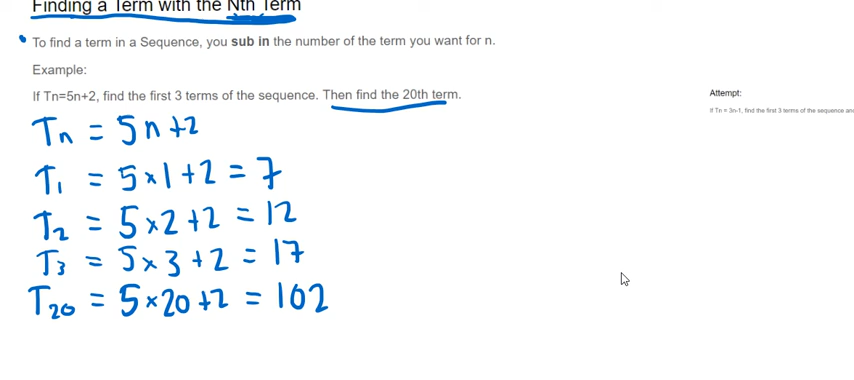 Finding a Term with the Nth Term
To find a term in a Sequence, you sub in the number of the term you want for n.
Example:
If Tn=5n+2, find the first 3 terms of the sequence. Then find the 20th term.
Tn = 5n+2
T1 = 5×1+2 = 7
T2 = 5×2+2 = 12
T3 = 5×3+2 = 17
T20 = 5×20+2 = 102
Attempt:
If Tn = 3n-1, find the first 3 terms of the sequence an